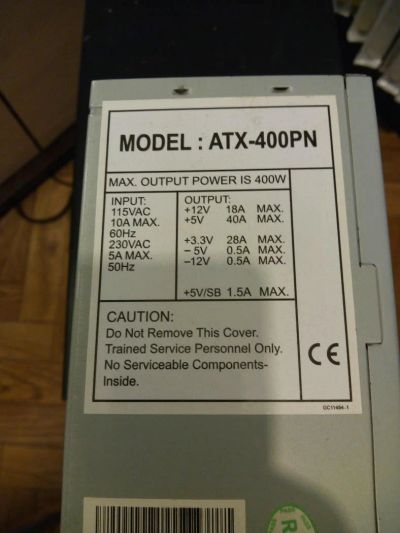 MODEL : ATX-400PN
MAX. OUTPUT POWER IS 400W
INPUT:
115VAC
10A MAX.
60Hz
230VAC
5A MAX.
50Hz
OUTPUT:
+12V 18A MAX.
+5V 40A MAX.
+3.3V 28A MAX.
– 5V 0.5A MAX.
–12V 0.5A MAX.
+5V/SB 1.5A MAX.
CAUTION:
Do Not Remove This Cover.
Trained Service Personnel Only.
No Serviceable Components-
Inside.
CE
GC11494-1